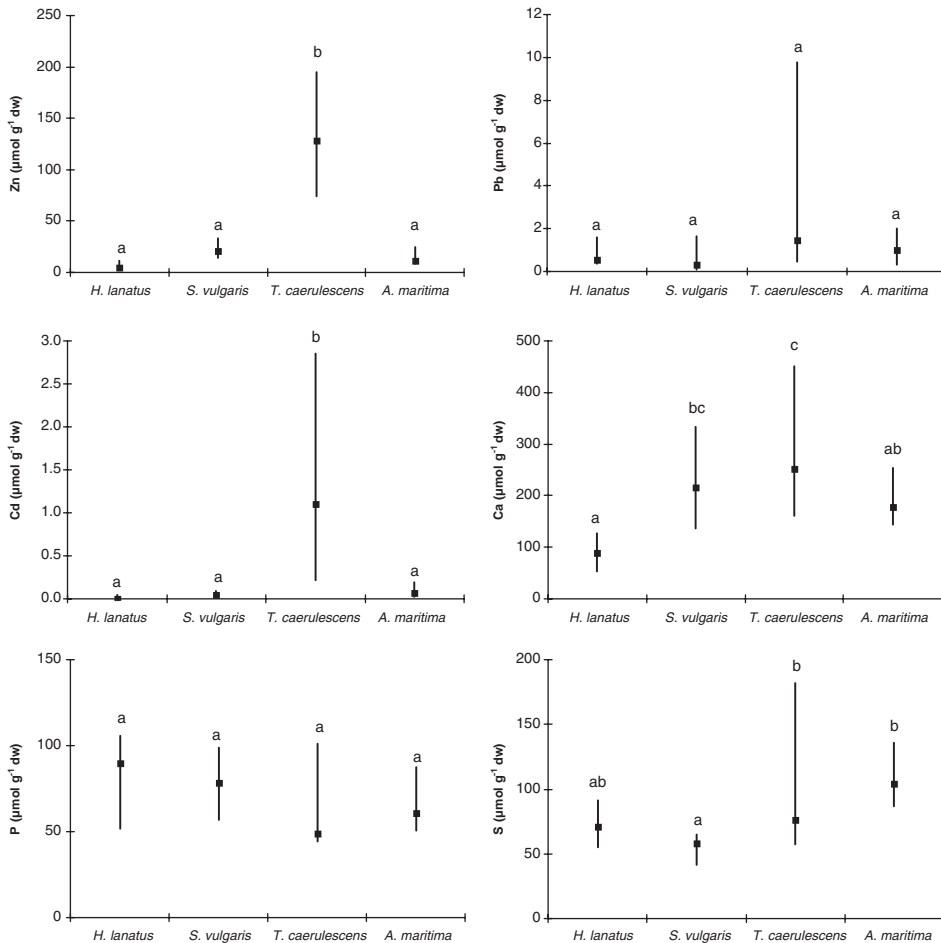 250
200
150
100
50
0
Zn (µmol g⁻¹ dw)
a
a
b
a
H. lanatus S. vulgaris T. caerulescens A. maritima
12
10
8
6
4
2
0
Pb (µmol g⁻¹ dw)
a
a
a
a
H. lanatus S. vulgaris T. caerulescens A. maritima
3.0
2.5
2.0
1.5
1.0
0.5
0.0
Cd (µmol g⁻¹ dw)
a
a
b
a
H. lanatus S. vulgaris T. caerulescens A. maritima
500
400
300
200
100
0
Ca (µmol g⁻¹ dw)
a
bc
c
ab
H. lanatus S. vulgaris T. caerulescens A. maritima
150
100
50
0
P (µmol g⁻¹ dw)
a
a
a
a
H. lanatus S. vulgaris T. caerulescens A. maritima
200
150
100
50
0
S (µmol g⁻¹ dw)
ab
a
b
b
H. lanatus S. vulgaris T. caerulescens A. maritima